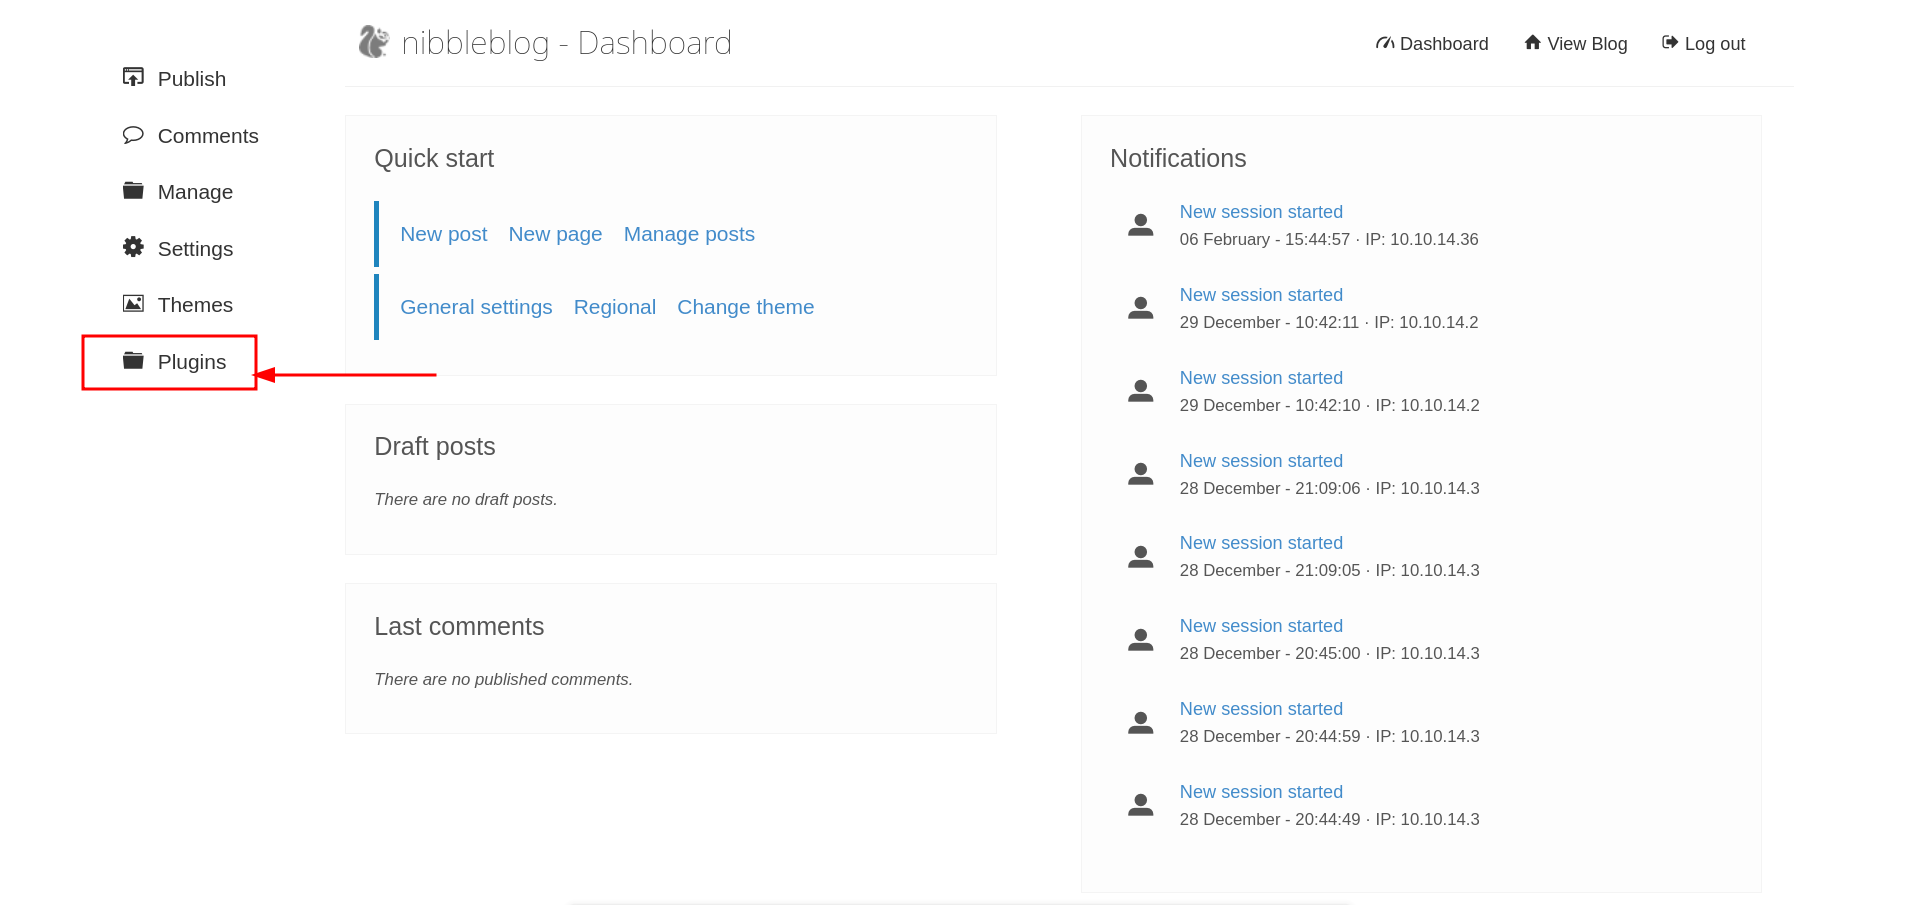 nibbleblog - Dashboard
Dashboard View Blog Log out
Publish
Comments
Manage
Settings
Themes
Plugins
Quick start
New post New page Manage posts
General settings Regional Change theme
Draft posts
There are no draft posts.
Last comments
There are no published comments.
Notifications
New session started
06 February - 15:44:57 · IP: 10.10.14.36
New session started
29 December - 10:42:11 · IP: 10.10.14.2
New session started
29 December - 10:42:10 · IP: 10.10.14.2
New session started
28 December - 21:09:06 · IP: 10.10.14.3
New session started
28 December - 21:09:05 · IP: 10.10.14.3
New session started
28 December - 20:45:00 · IP: 10.10.14.3
New session started
28 December - 20:44:59 · IP: 10.10.14.3
New session started
28 December - 20:44:49 · IP: 10.10.14.3